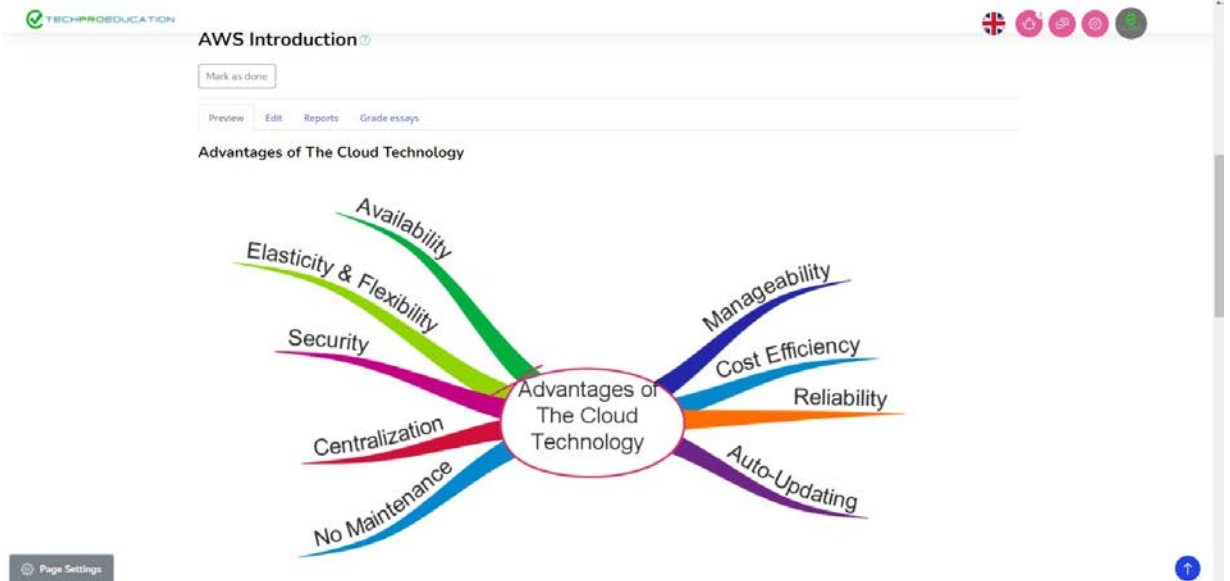 TECHPROEDUCATION
AWS Introduction
Mark as done
Preview Edit Reports Grade essays
Advantages of The Cloud Technology
Availability
Elasticity & Flexibility
Security
Centralization
No Maintenance
Advantages of
The Cloud
Technology
Manageability
Cost Efficiency
Reliability
Auto-Updating
Page Settings